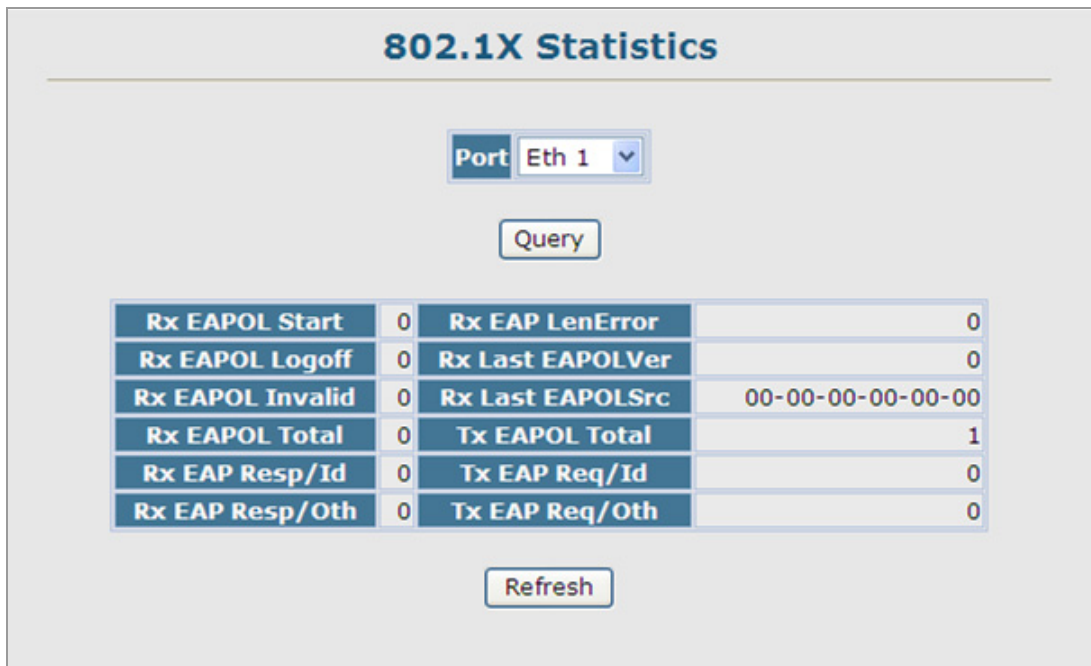 802.1X Statistics
Port Eth 1
Query
Rx EAPOL Start 0 Rx EAP LenError 0
Rx EAPOL Logoff 0 Rx Last EAPOLVer 0
Rx EAPOL Invalid 0 Rx Last EAPOLSrc 00-00-00-00-00-00
Rx EAPOL Total 0 Tx EAPOL Total 1
Rx EAP Resp/Id 0 Tx EAP Req/Id 0
Rx EAP Resp/Oth 0 Tx EAP Req/Oth 0
Refresh